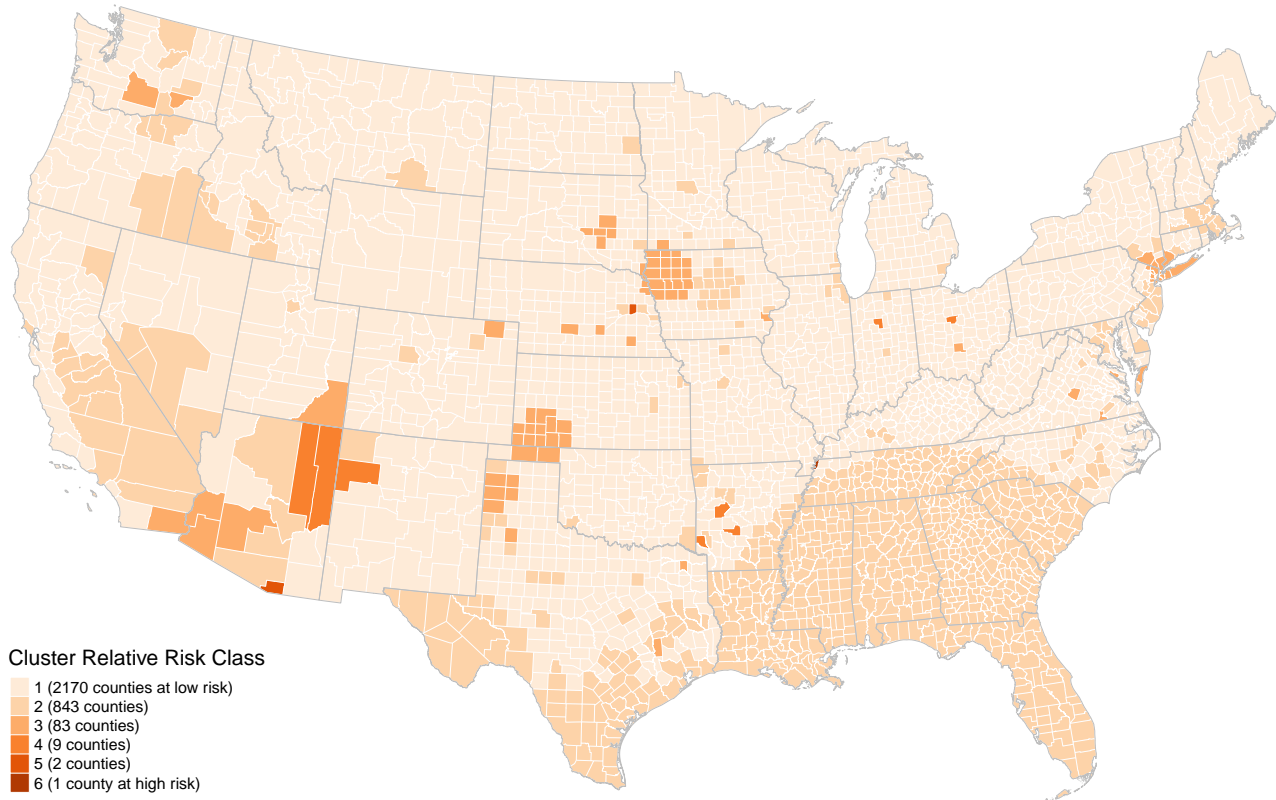 Cluster Relative Risk Class
1 (2170 counties at low risk)
2 (843 counties)
3 (83 counties)
4 (9 counties)
5 (2 counties)
6 (1 county at high risk)